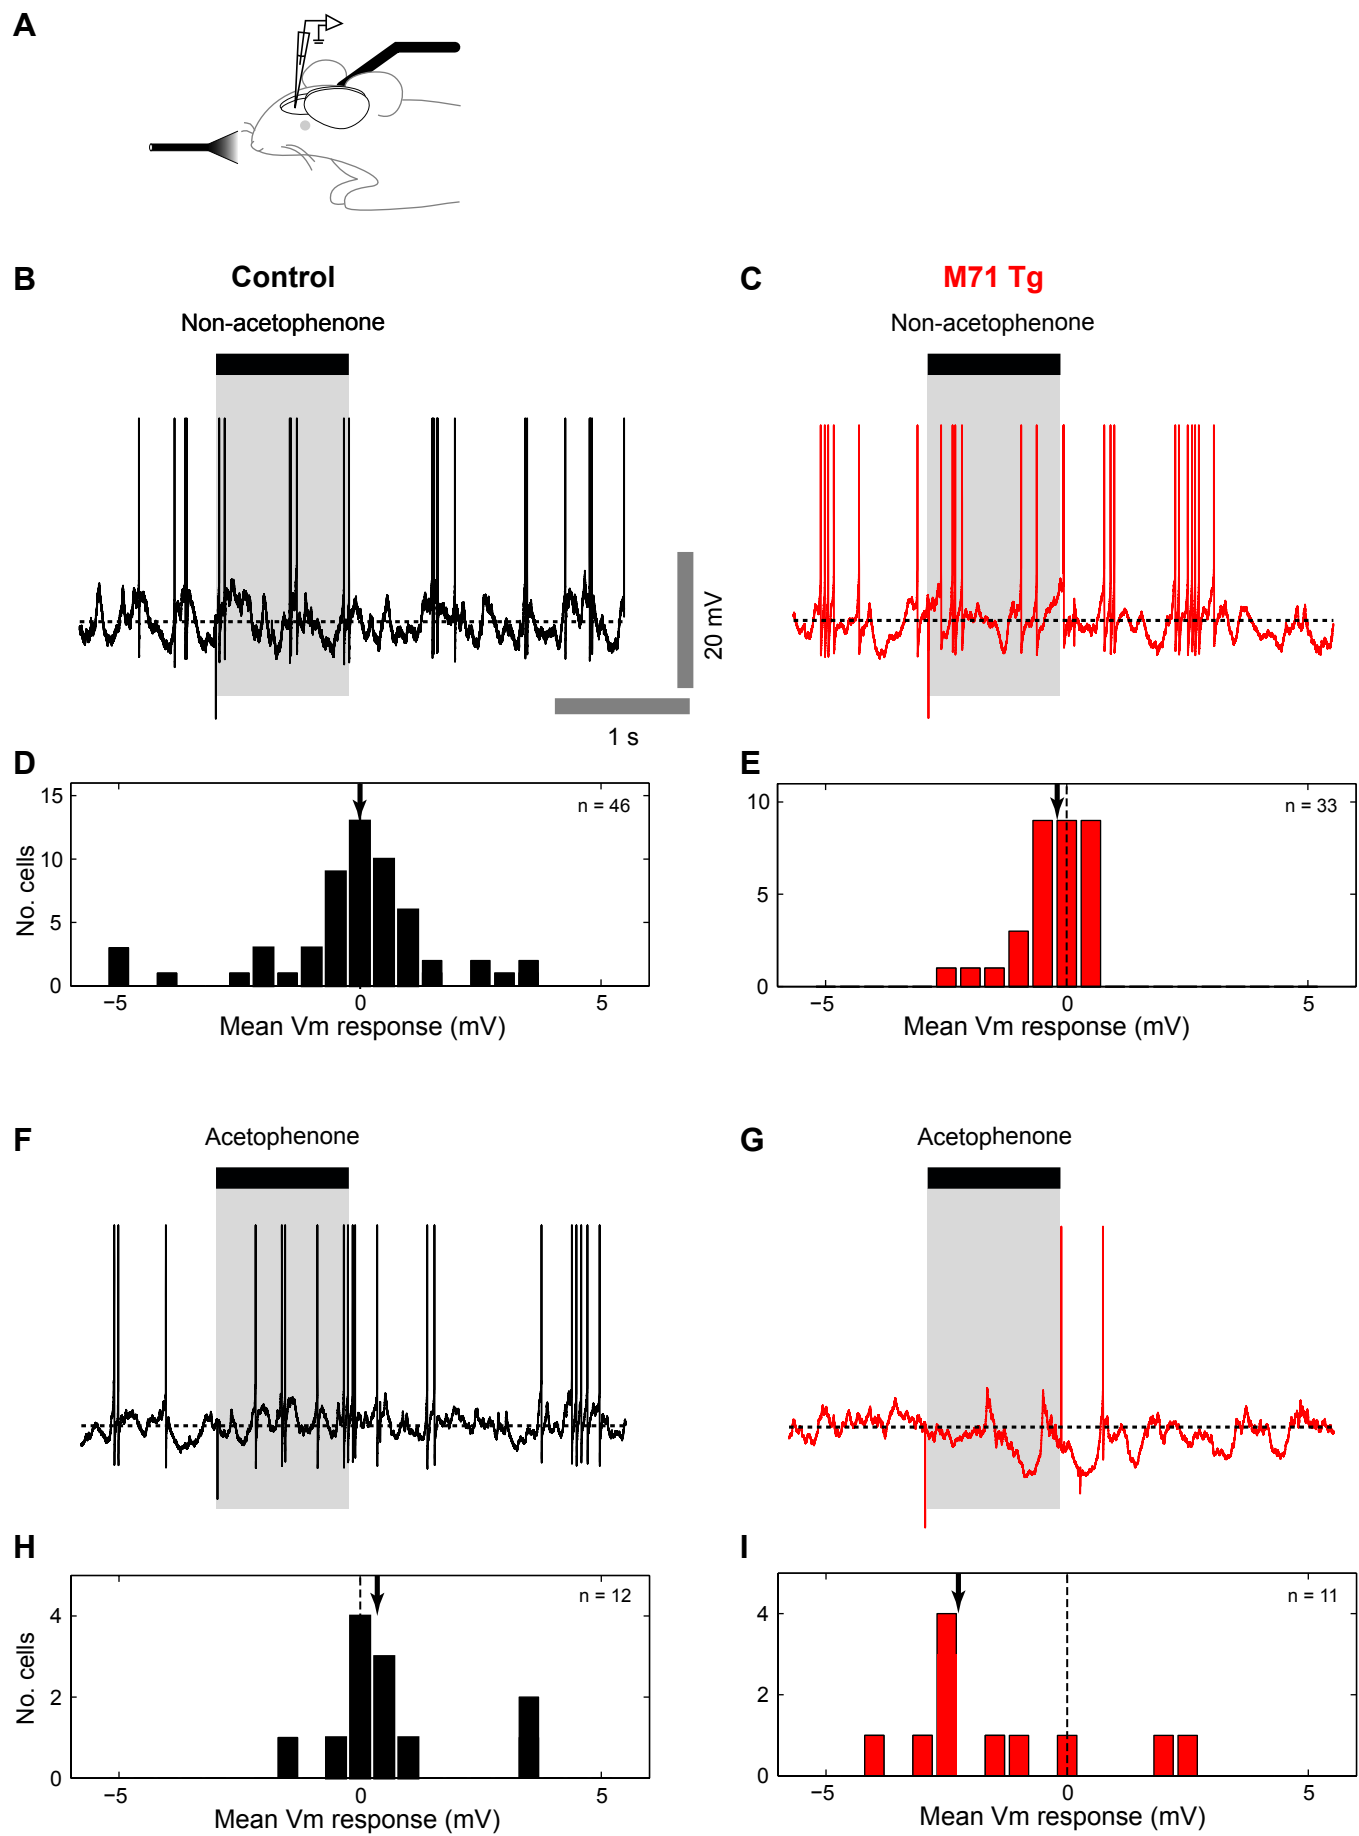 A
B Control
C M71 Tg
Non-acetophenone
Non-acetophenone
20 mV
1 s
D
E
15
10
5
0
No. cells
n = 46
−5 0 5
Mean Vm response (mV)
10
5
0
n = 33
−5 0 5
Mean Vm response (mV)
F Acetophenone
G Acetophenone
H
I
4
2
0
No. cells
n = 12
−5 0 5
Mean Vm response (mV)
4
2
0
n = 11
−5 0 5
Mean Vm response (mV)